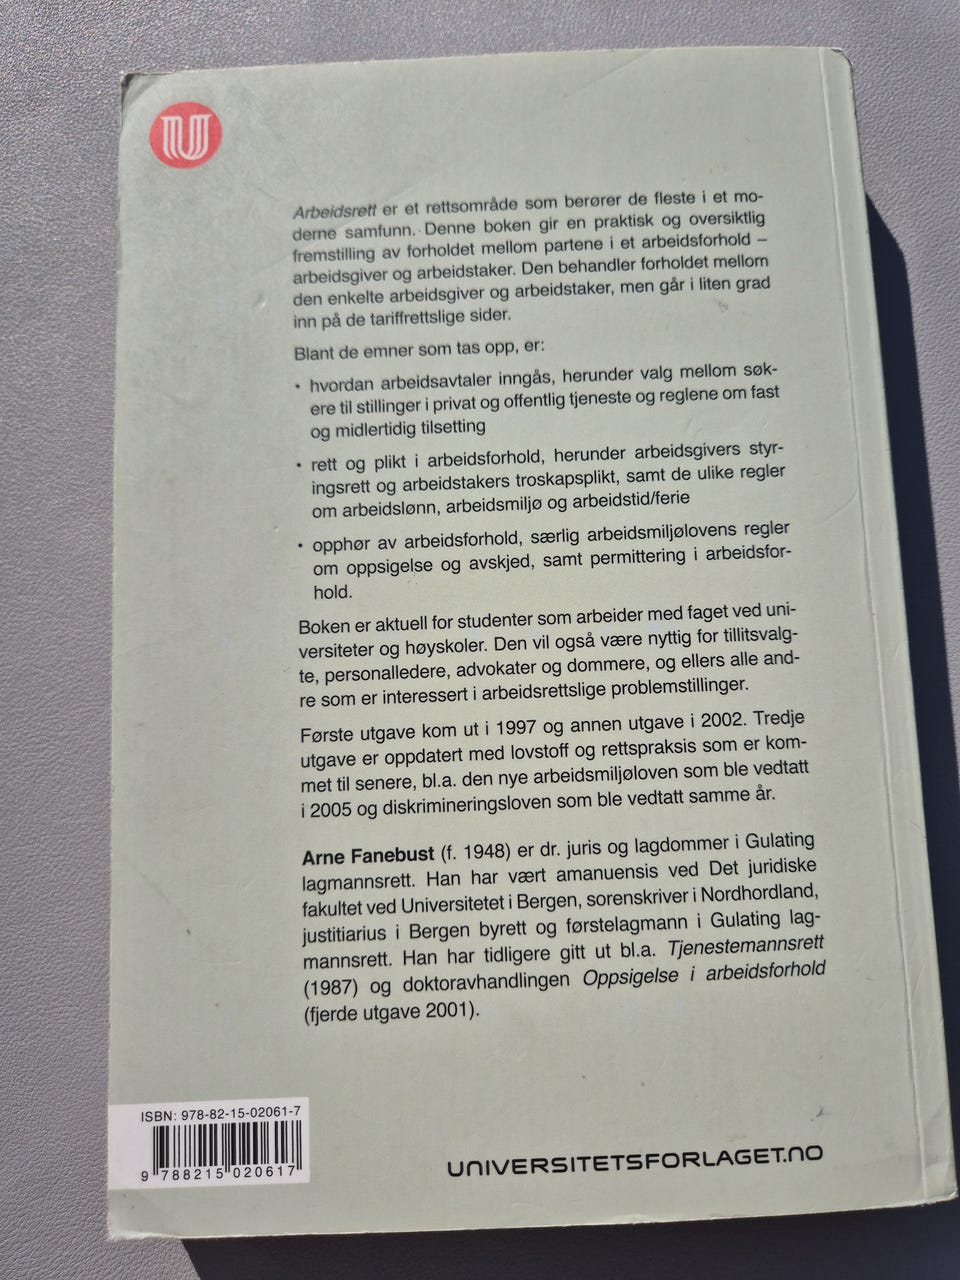 U
Arbeidsrett er et rettsområde som berører de fleste i et mo-
derne samfunn. Denne boken gir en praktisk og oversiktlig
fremstilling av forholdet mellom partene i et arbeidsforhold –
arbeidsgiver og arbeidstaker. Den behandler forholdet mellom
den enkelte arbeidsgiver og arbeidstaker, men går i liten grad
inn på de tariffrettslige sider.
Blant de emner som tas opp, er:
• hvordan arbeidsavtaler inngås, herunder valg mellom søk-
ere til stillinger i privat og offentlig tjeneste og reglene om fast
og midlertidig tilsetting
• rett og plikt i arbeidsforhold, herunder arbeidsgivers styr-
ingsrett og arbeidstakers troskapsplikt, samt de ulike regler
om arbeidslønn, arbeidsmiljø og arbeidstid/ferie
• opphør av arbeidsforhold, særlig arbeidsmiljølovens regler
om oppsigelse og avskjed, samt permittering i arbeidsfor-
hold.
Boken er aktuell for studenter som arbeider med faget ved uni-
versiteter og høyskoler. Den vil også være nyttig for tillitsvalg-
te, personalledere, advokater og dommere, og ellers alle and-
re som er interessert i arbeidsrettslige problemstillinger.
Første utgave kom ut i 1997 og annen utgave i 2002. Tredje
utgave er oppdatert med lovstoff og rettspraksis som er kom-
met til senere, bl.a. den nye arbeidsmiljøloven som ble vedtatt
i 2005 og diskrimineringsloven som ble vedtatt samme år.
Arne Fanebust (f. 1948) er dr. juris og lagdommer i Gulating
lagmannsrett. Han har vært amanuensis ved Det juridiske
fakultet ved Universitetet i Bergen, sorenskriver i Nordhordland,
justitiarius i Bergen byrett og førstelagmann i Gulating lag-
mannsrett. Han har tidligere gitt ut bl.a. Tjenestemannsrett
(1987) og doktoravhandlingen Oppsigelse i arbeidsforhold
(fjerde utgave 2001).
ISBN: 978-82-15-02061-7
9 788215 020617
UNIVERSITETSFORLAGET.NO